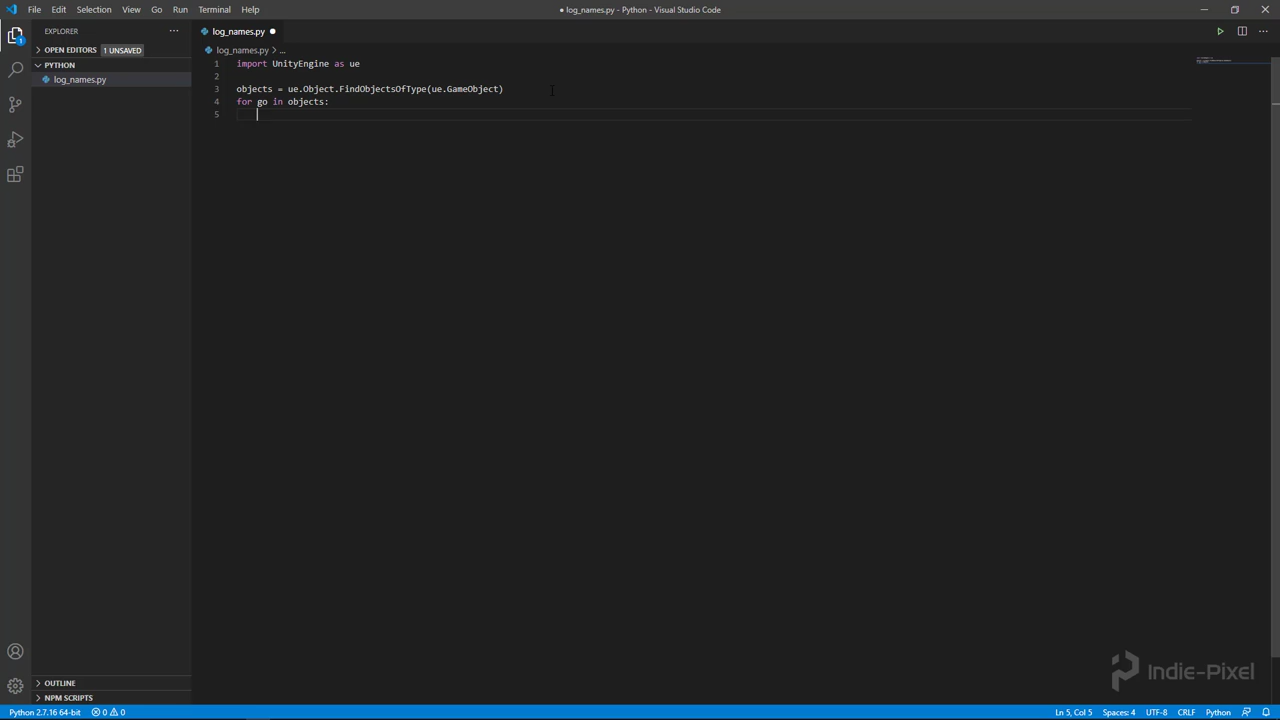 File Edit Selection View Go Run Terminal Help
● log_names.py - Python - Visual Studio Code
EXPLORER ···
log_names.py ●
OPEN EDITORS 1 UNSAVED
log_names.py > ...
PYTHON
log_names.py
1 import UnityEngine as ue
2
3 objects = ue.Object.FindObjectsOfType(ue.GameObject)
4 for go in objects:
5
1
OUTLINE
NPM SCRIPTS
Indie-Pixel
Python 2.7.16 64-bit 0 0 Ln 5, Col 5 Spaces: 4 UTF-8 CRLF Python